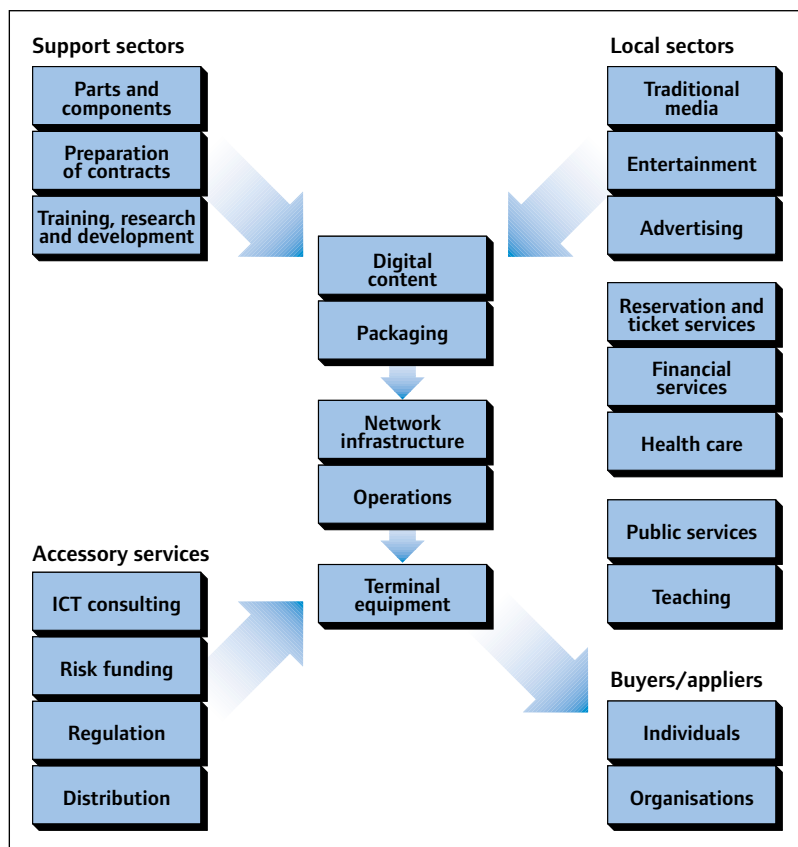 Support sectors
Parts and
components
Preparation
of contracts
Training, research
and development
Local sectors
Traditional
media
Entertainment
Advertising
Reservation and
ticket services
Financial
services
Health care
Public services
Teaching
Digital
content
Packaging
Network
infrastructure
Operations
Terminal
equipment
Accessory services
ICT consulting
Risk funding
Regulation
Distribution
Buyers/appliers
Individuals
Organisations